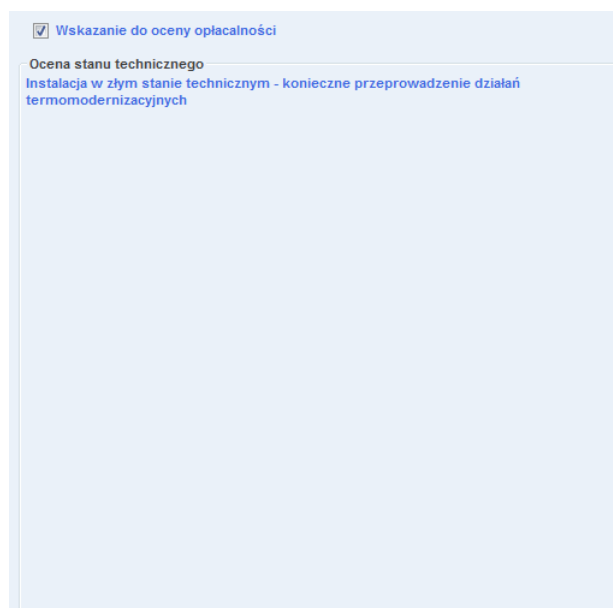 Wskazanie do oceny opłacalności
Ocena stanu technicznego
Instalacja w złym stanie technicznym - konieczne przeprowadzenie działań
termomodernizacyjnych